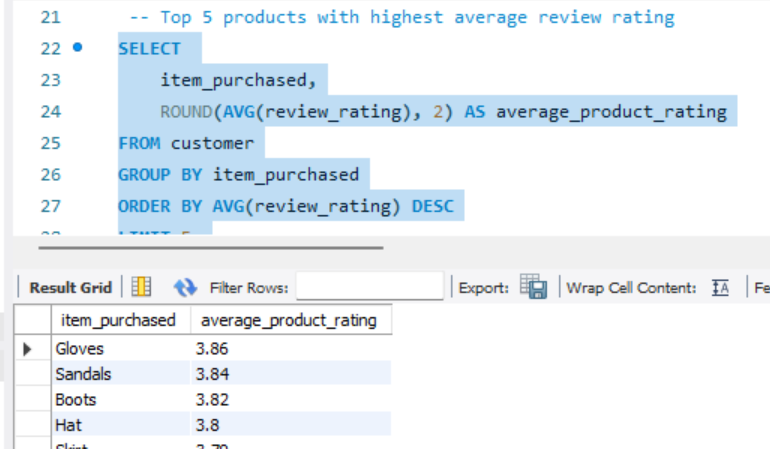 21 -- Top 5 products with highest average review rating
22 SELECT
23 item_purchased,
24 ROUND(AVG(review_rating), 2) AS average_product_rating
25 FROM customer
26 GROUP BY item_purchased
27 ORDER BY AVG(review_rating) DESC
Result Grid Filter Rows: Export: Wrap Cell Content: Fe
item_purchased average_product_rating
Gloves 3.86
Sandals 3.84
Boots 3.82
Hat 3.8